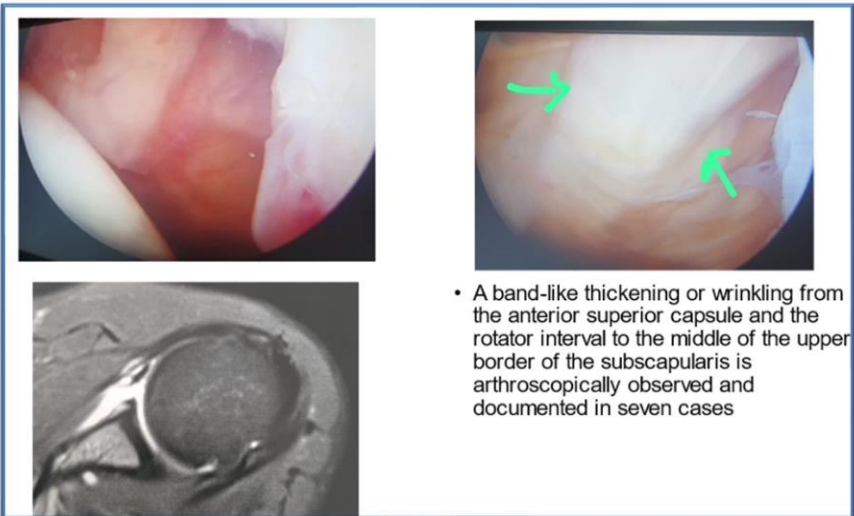 • A band-like thickening or wrinkling from
the anterior superior capsule and the
rotator interval to the middle of the upper
border of the subscapularis is
arthroscopically observed and
documented in seven cases